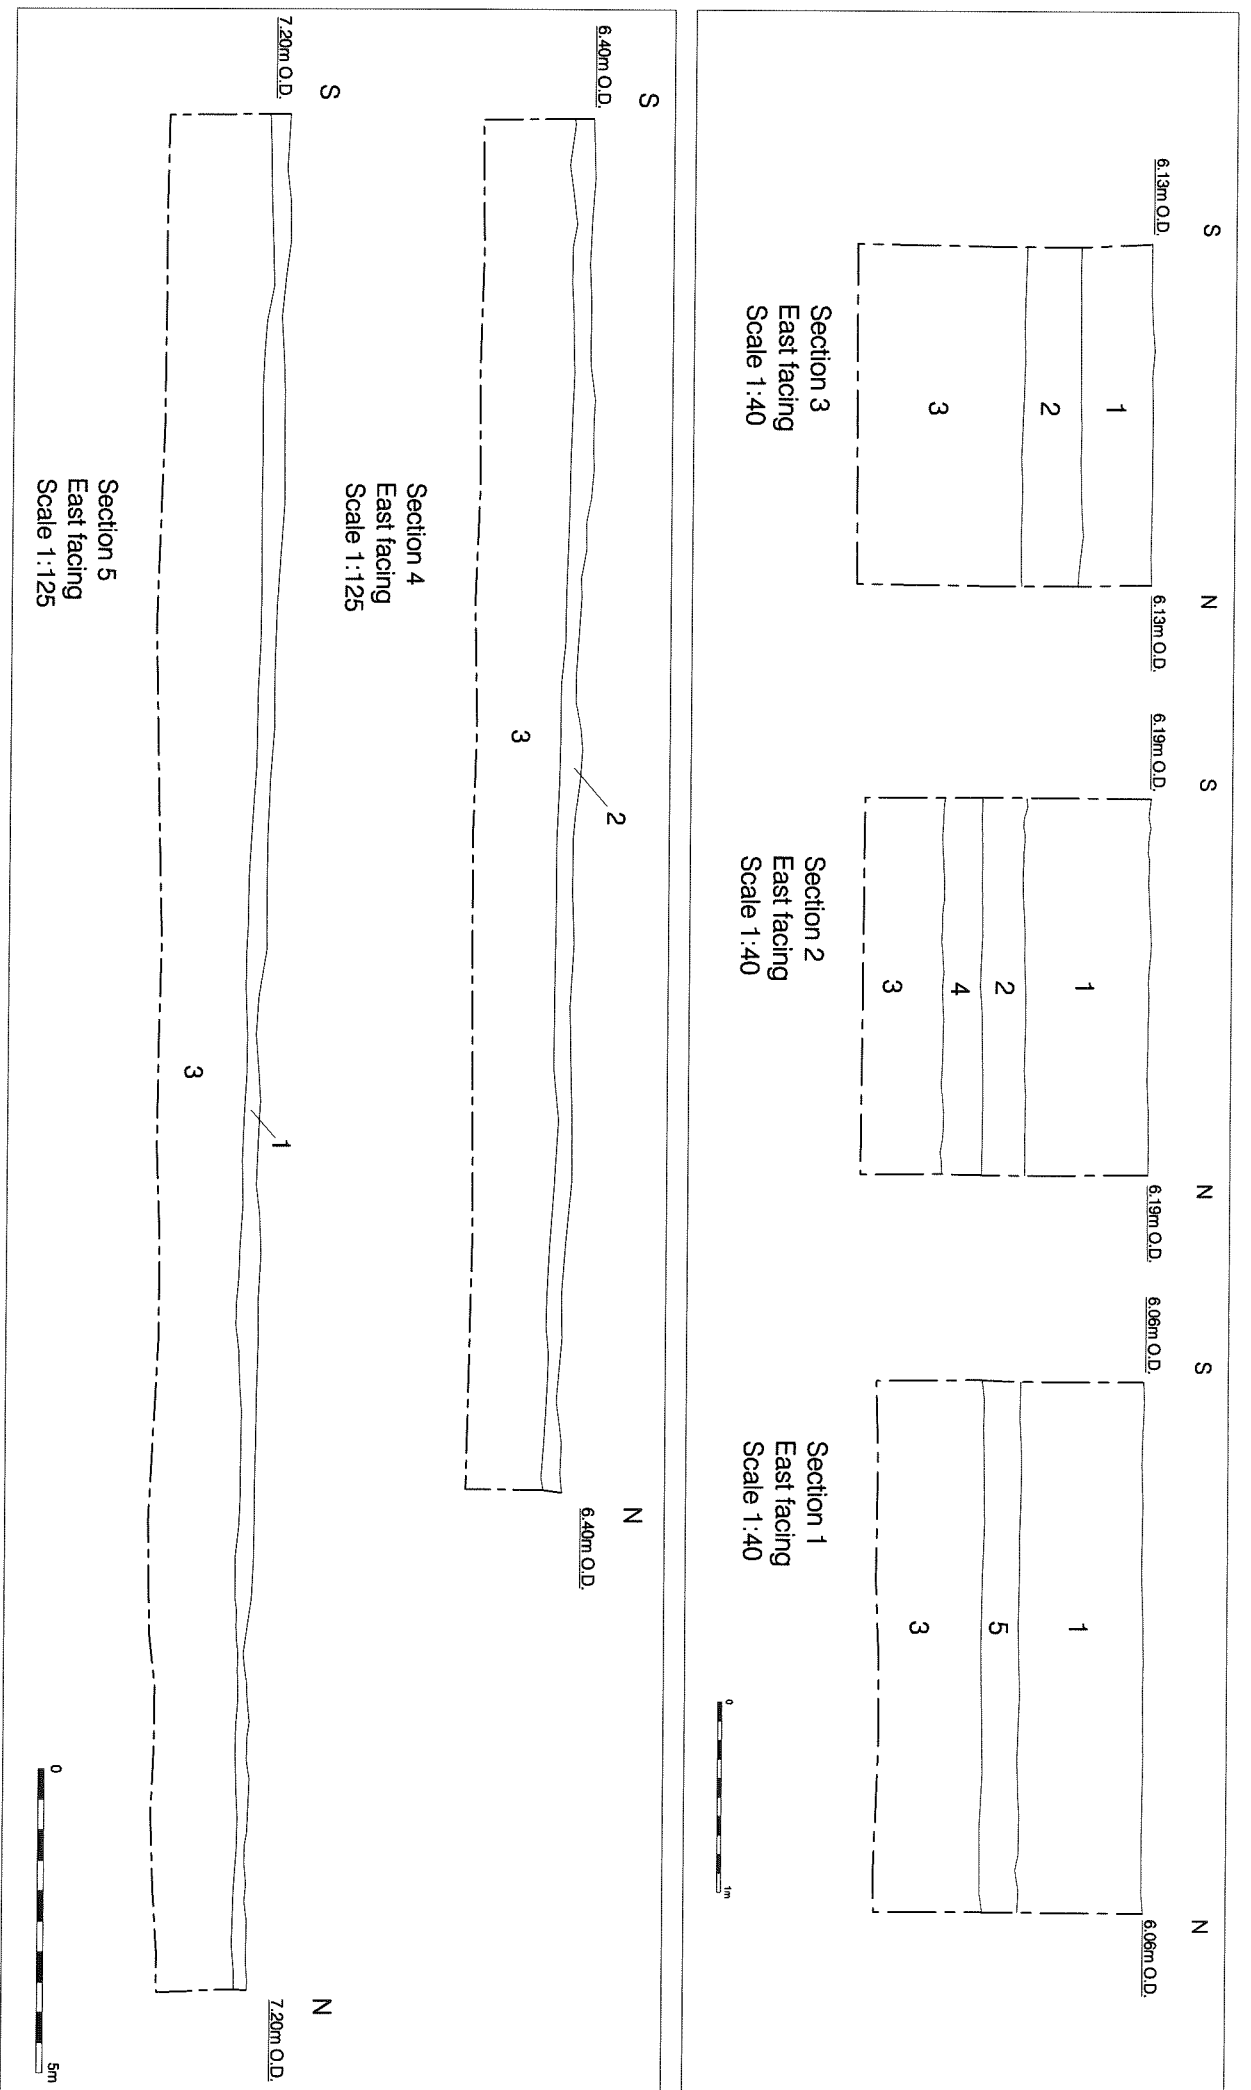 S
N
6.13m O.D.
6.13m O.D.
1
2
3
Section 3
East facing
Scale 1:40
S
N
6.19m O.D.
6.19m O.D.
1
2
4
3
Section 2
East facing
Scale 1:40
S
N
6.06m O.D.
6.06m O.D.
1
5
3
Section 1
East facing
Scale 1:40
0
1m
S
N
6.40m O.D.
6.40m O.D.
2
3
Section 4
East facing
Scale 1:125
S
N
7.20m O.D.
7.20m O.D.
1
3
Section 5
East facing
Scale 1:125
0
5m